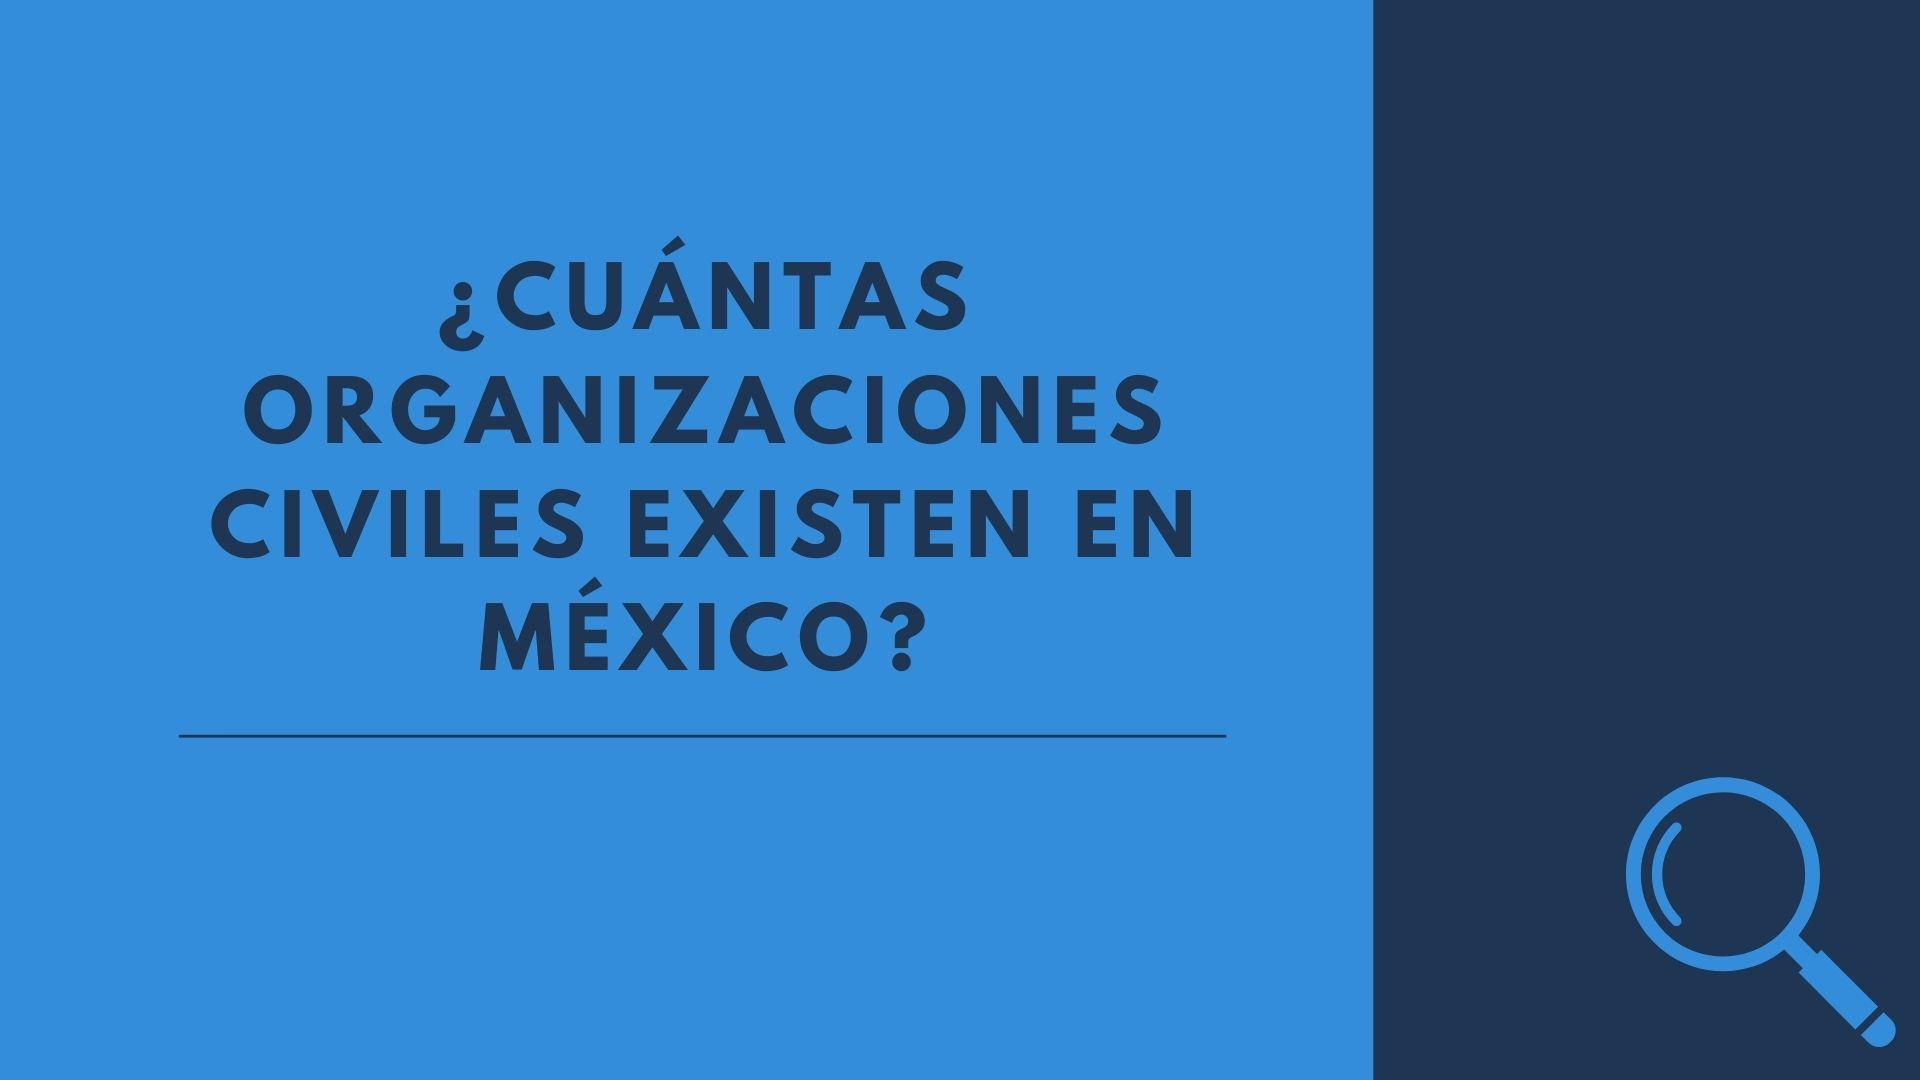 ¿CUÁNTAS
ORGANIZACIONES
CIVILES EXISTEN EN
MÉXICO?